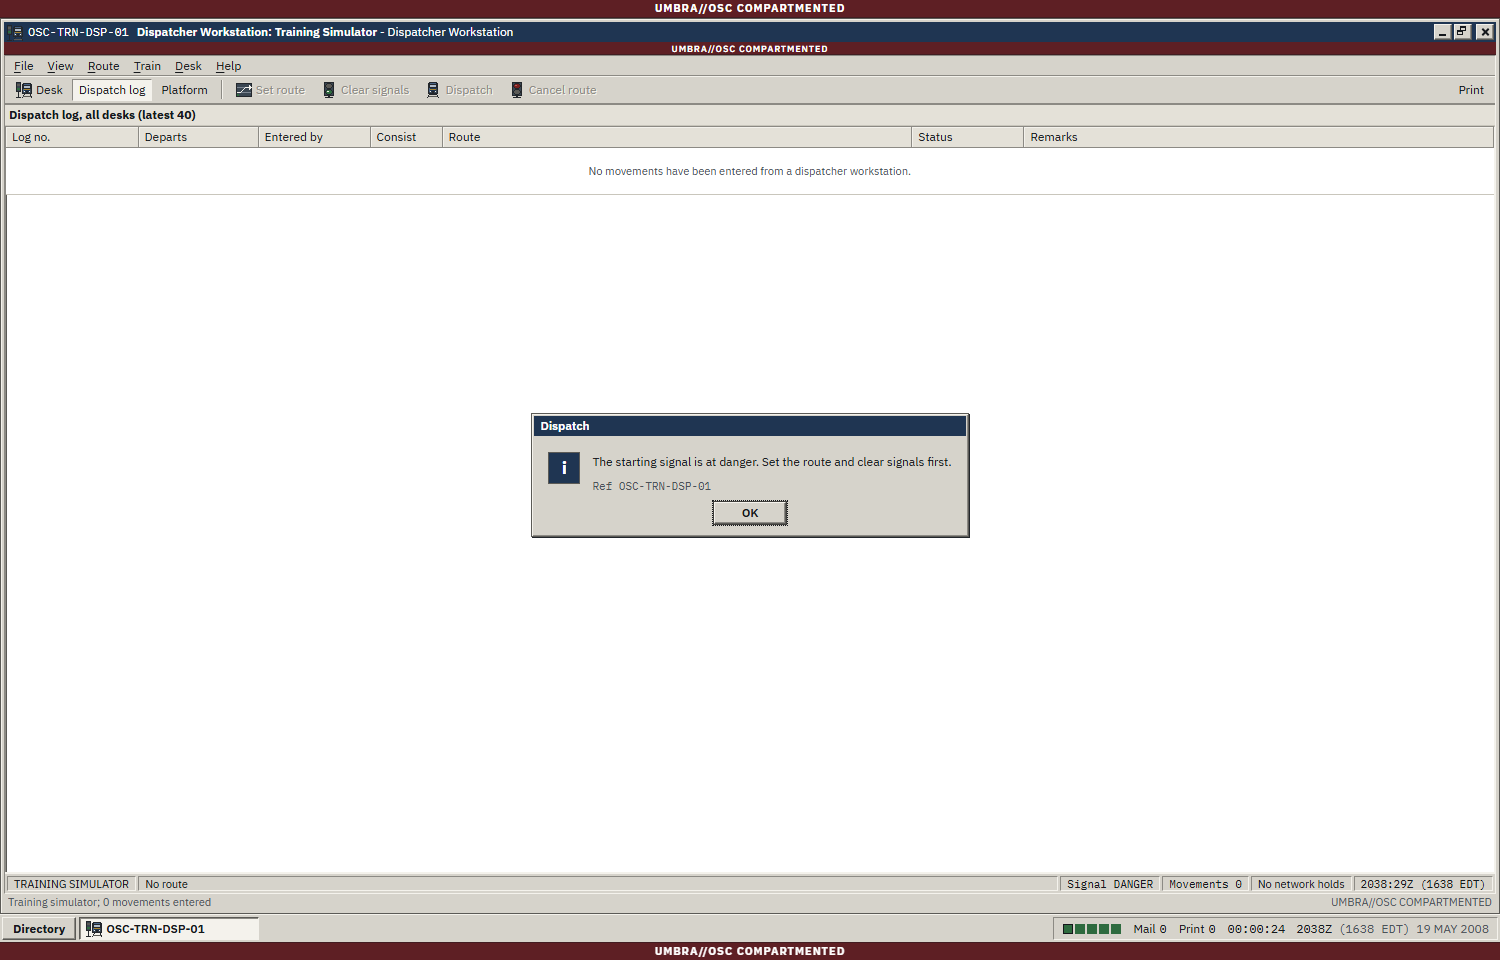 UMBRA//OSC COMPARTMENTED
OSC-TRN-DSP-01 Dispatcher Workstation: Training Simulator - Dispatcher Workstation
UMBRA//OSC COMPARTMENTED
File View Route Train Desk Help
Desk Dispatch log Platform Set route Clear signals Dispatch Cancel route Print
Dispatch log, all desks (latest 40)
Log no. Departs Entered by Consist Route Status Remarks
No movements have been entered from a dispatcher workstation.
Dispatch
i
The starting signal is at danger. Set the route and clear signals first.
Ref OSC-TRN-DSP-01
OK
TRAINING SIMULATOR No route Signal DANGER Movements 0 No network holds 2038:29Z (1638 EDT)
Training simulator; 0 movements entered UMBRA//OSC COMPARTMENTED
Directory OSC-TRN-DSP-01 Mail 0 Print 0 00:00:24 2038Z (1638 EDT) 19 MAY 2008
UMBRA//OSC COMPARTMENTED